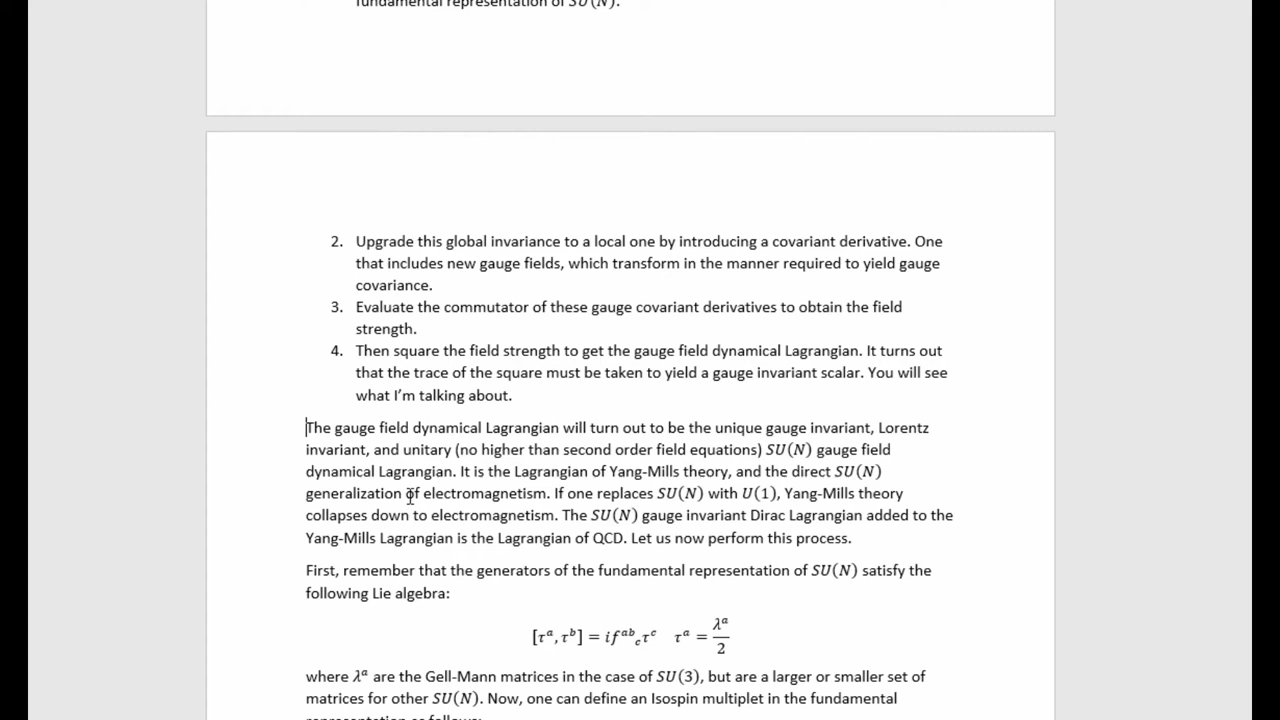 fundamental representation of SU(N).
2. Upgrade this global invariance to a local one by introducing a covariant derivative. One
that includes new gauge fields, which transform in the manner required to yield gauge
covariance.
3. Evaluate the commutator of these gauge covariant derivatives to obtain the field
strength.
4. Then square the field strength to get the gauge field dynamical Lagrangian. It turns out
that the trace of the square must be taken to yield a gauge invariant scalar. You will see
what I'm talking about.
The gauge field dynamical Lagrangian will turn out to be the unique gauge invariant, Lorentz
invariant, and unitary (no higher than second order field equations) SU(N) gauge field
dynamical Lagrangian. It is the Lagrangian of Yang-Mills theory, and the direct SU(N)
generalization of electromagnetism. If one replaces SU(N) with U(1), Yang-Mills theory
collapses down to electromagnetism. The SU(N) gauge invariant Dirac Lagrangian added to the
Yang-Mills Lagrangian is the Lagrangian of QCD. Let us now perform this process.
First, remember that the generators of the fundamental representation of SU(N) satisfy the
following Lie algebra:
[τᵃ, τᵇ] = if ᵃᵇ_c τᶜ   τᵃ = λᵃ/2
where λᵃ are the Gell-Mann matrices in the case of SU(3), but are a larger or smaller set of
matrices for other SU(N). Now, one can define an Isospin multiplet in the fundamental
representation as follows: